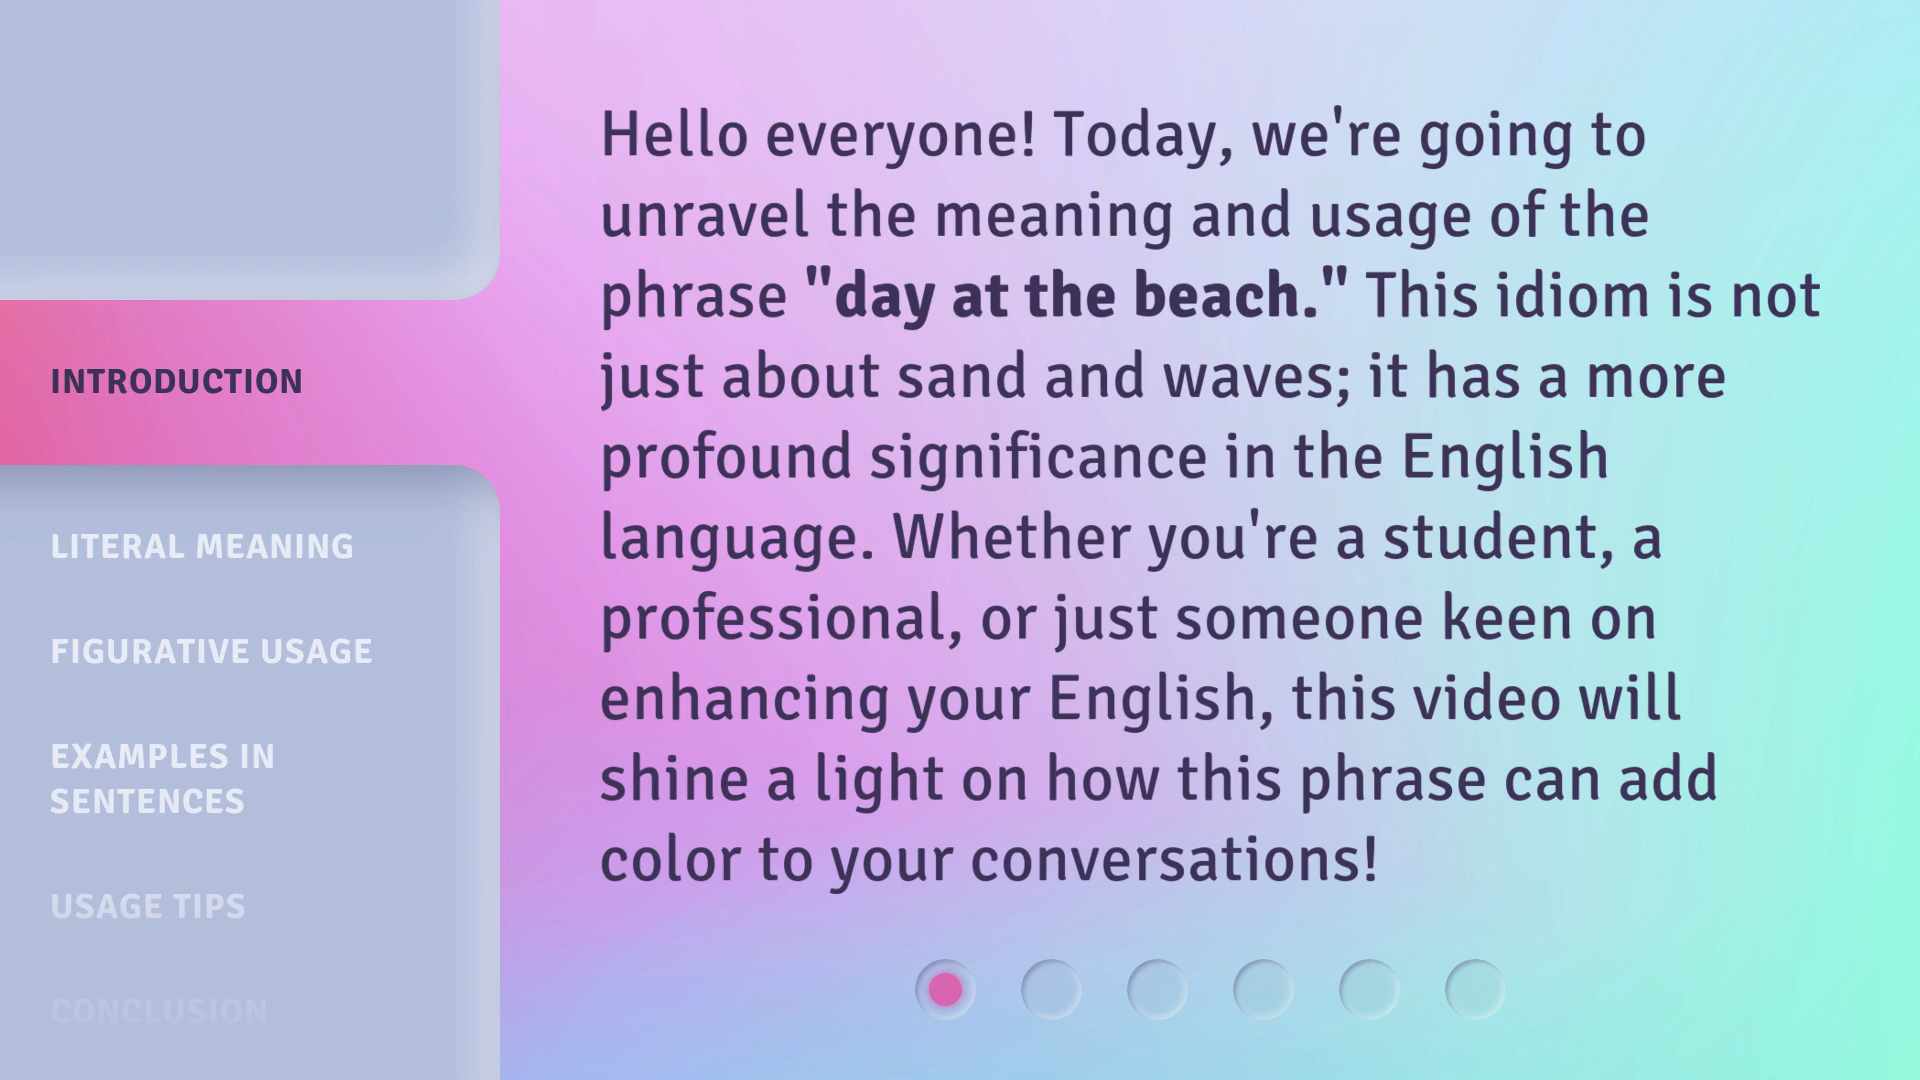 INTRODUCTION
LITERAL MEANING
FIGURATIVE USAGE
EXAMPLES IN
SENTENCES
USAGE TIPS
CONCLUSION
Hello everyone! Today, we're going to
unravel the meaning and usage of the
phrase "day at the beach." This idiom is not
just about sand and waves; it has a more
profound significance in the English
language. Whether you're a student, a
professional, or just someone keen on
enhancing your English, this video will
shine a light on how this phrase can add
color to your conversations!